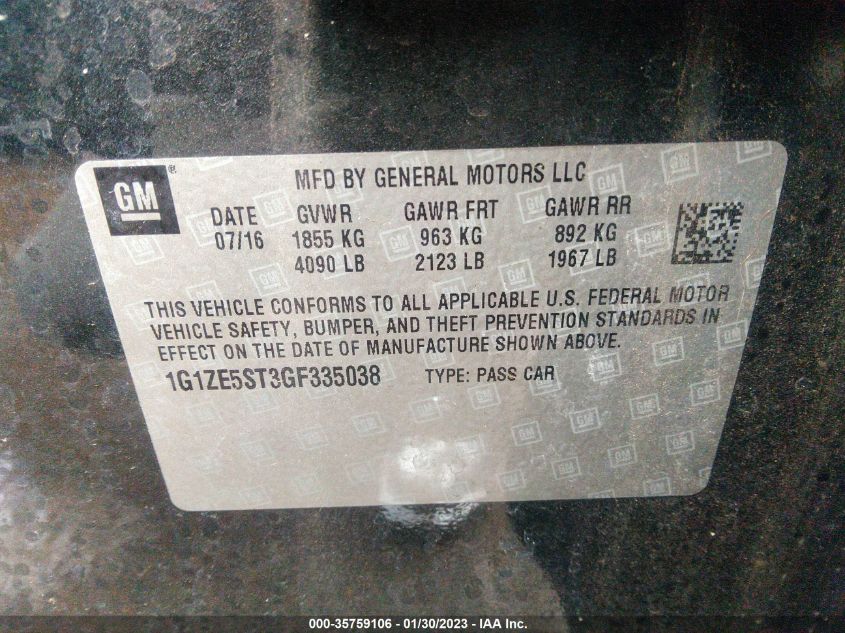 GM ®
MFD BY GENERAL MOTORS LLC
DATE GVWR GAWR FRT GAWR RR
07/16 1855 KG 963 KG 892 KG
4090 LB 2123 LB 1967 LB
THIS VEHICLE CONFORMS TO ALL APPLICABLE U.S. FEDERAL MOTOR
VEHICLE SAFETY, BUMPER, AND THEFT PREVENTION STANDARDS IN
EFFECT ON THE DATE OF MANUFACTURE SHOWN ABOVE.
1G1ZE5ST3GF335038 TYPE: PASS CAR
000-35759106 - 01/30/2023 - IAA Inc.